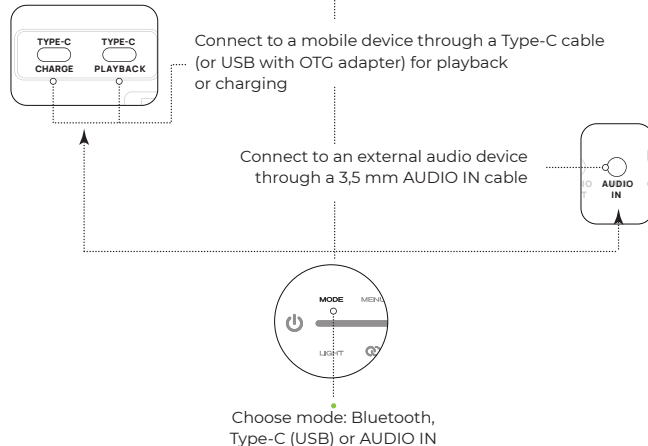 TYPE-C TYPE-C
CHARGE PLAYBACK
Connect to a mobile device through a Type-C cable
(or USB with OTG adapter) for playback
or charging
Connect to an external audio device
through a 3,5 mm AUDIO IN cable
AUDIO
IN
MODE MENU
LIGHT
Choose mode: Bluetooth,
Type-C (USB) or AUDIO IN